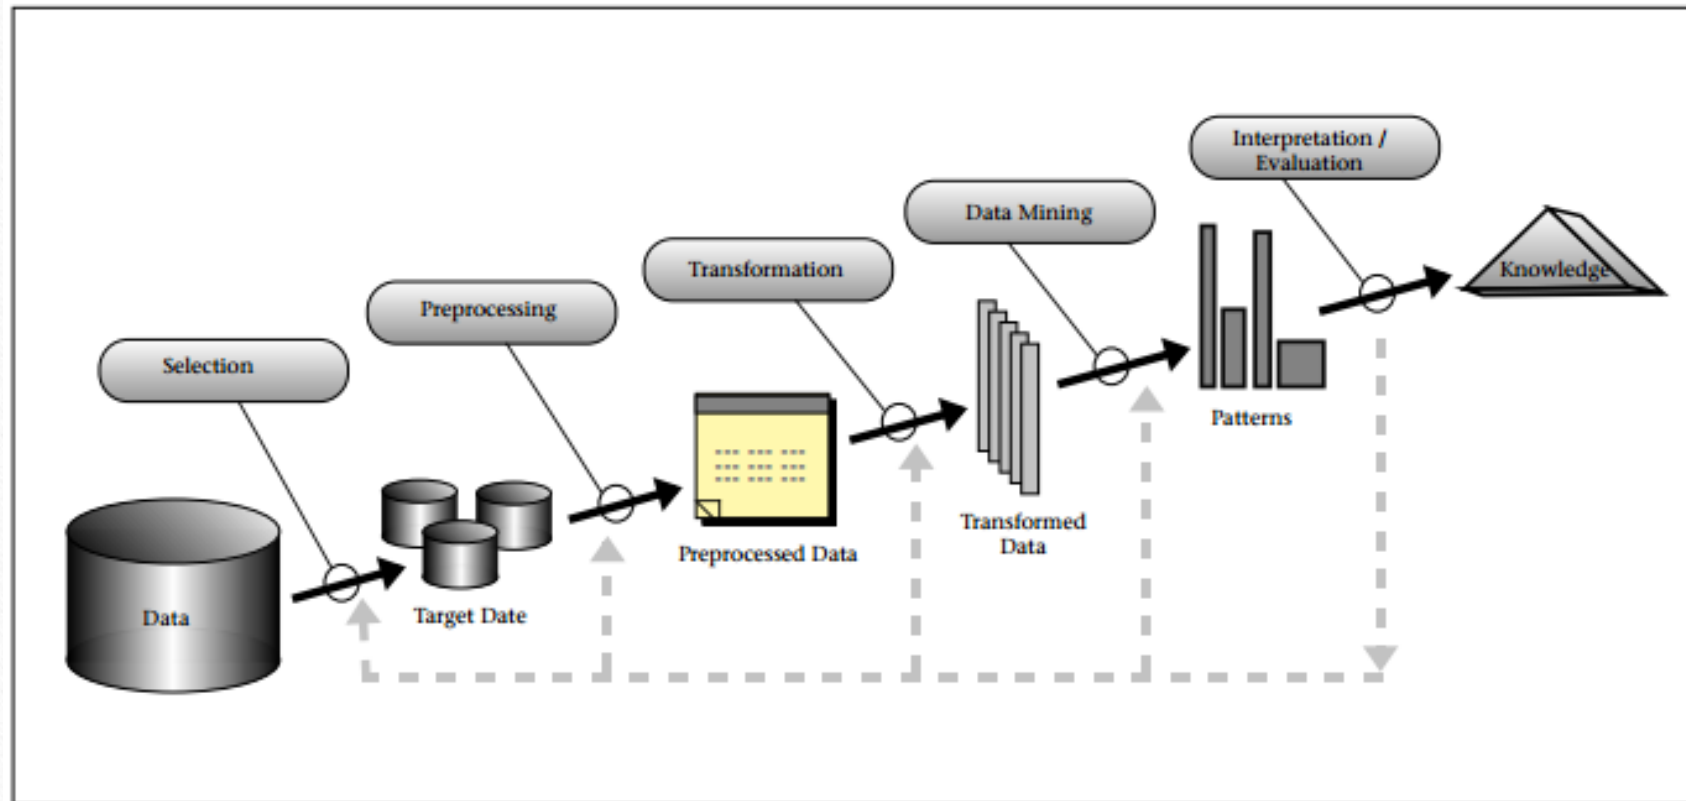 Interpretation /
Evaluation
Data Mining
Transformation
Knowledge
Preprocessing
Selection
Patterns
Transformed
Data
Preprocessed Data
Target Date
Data